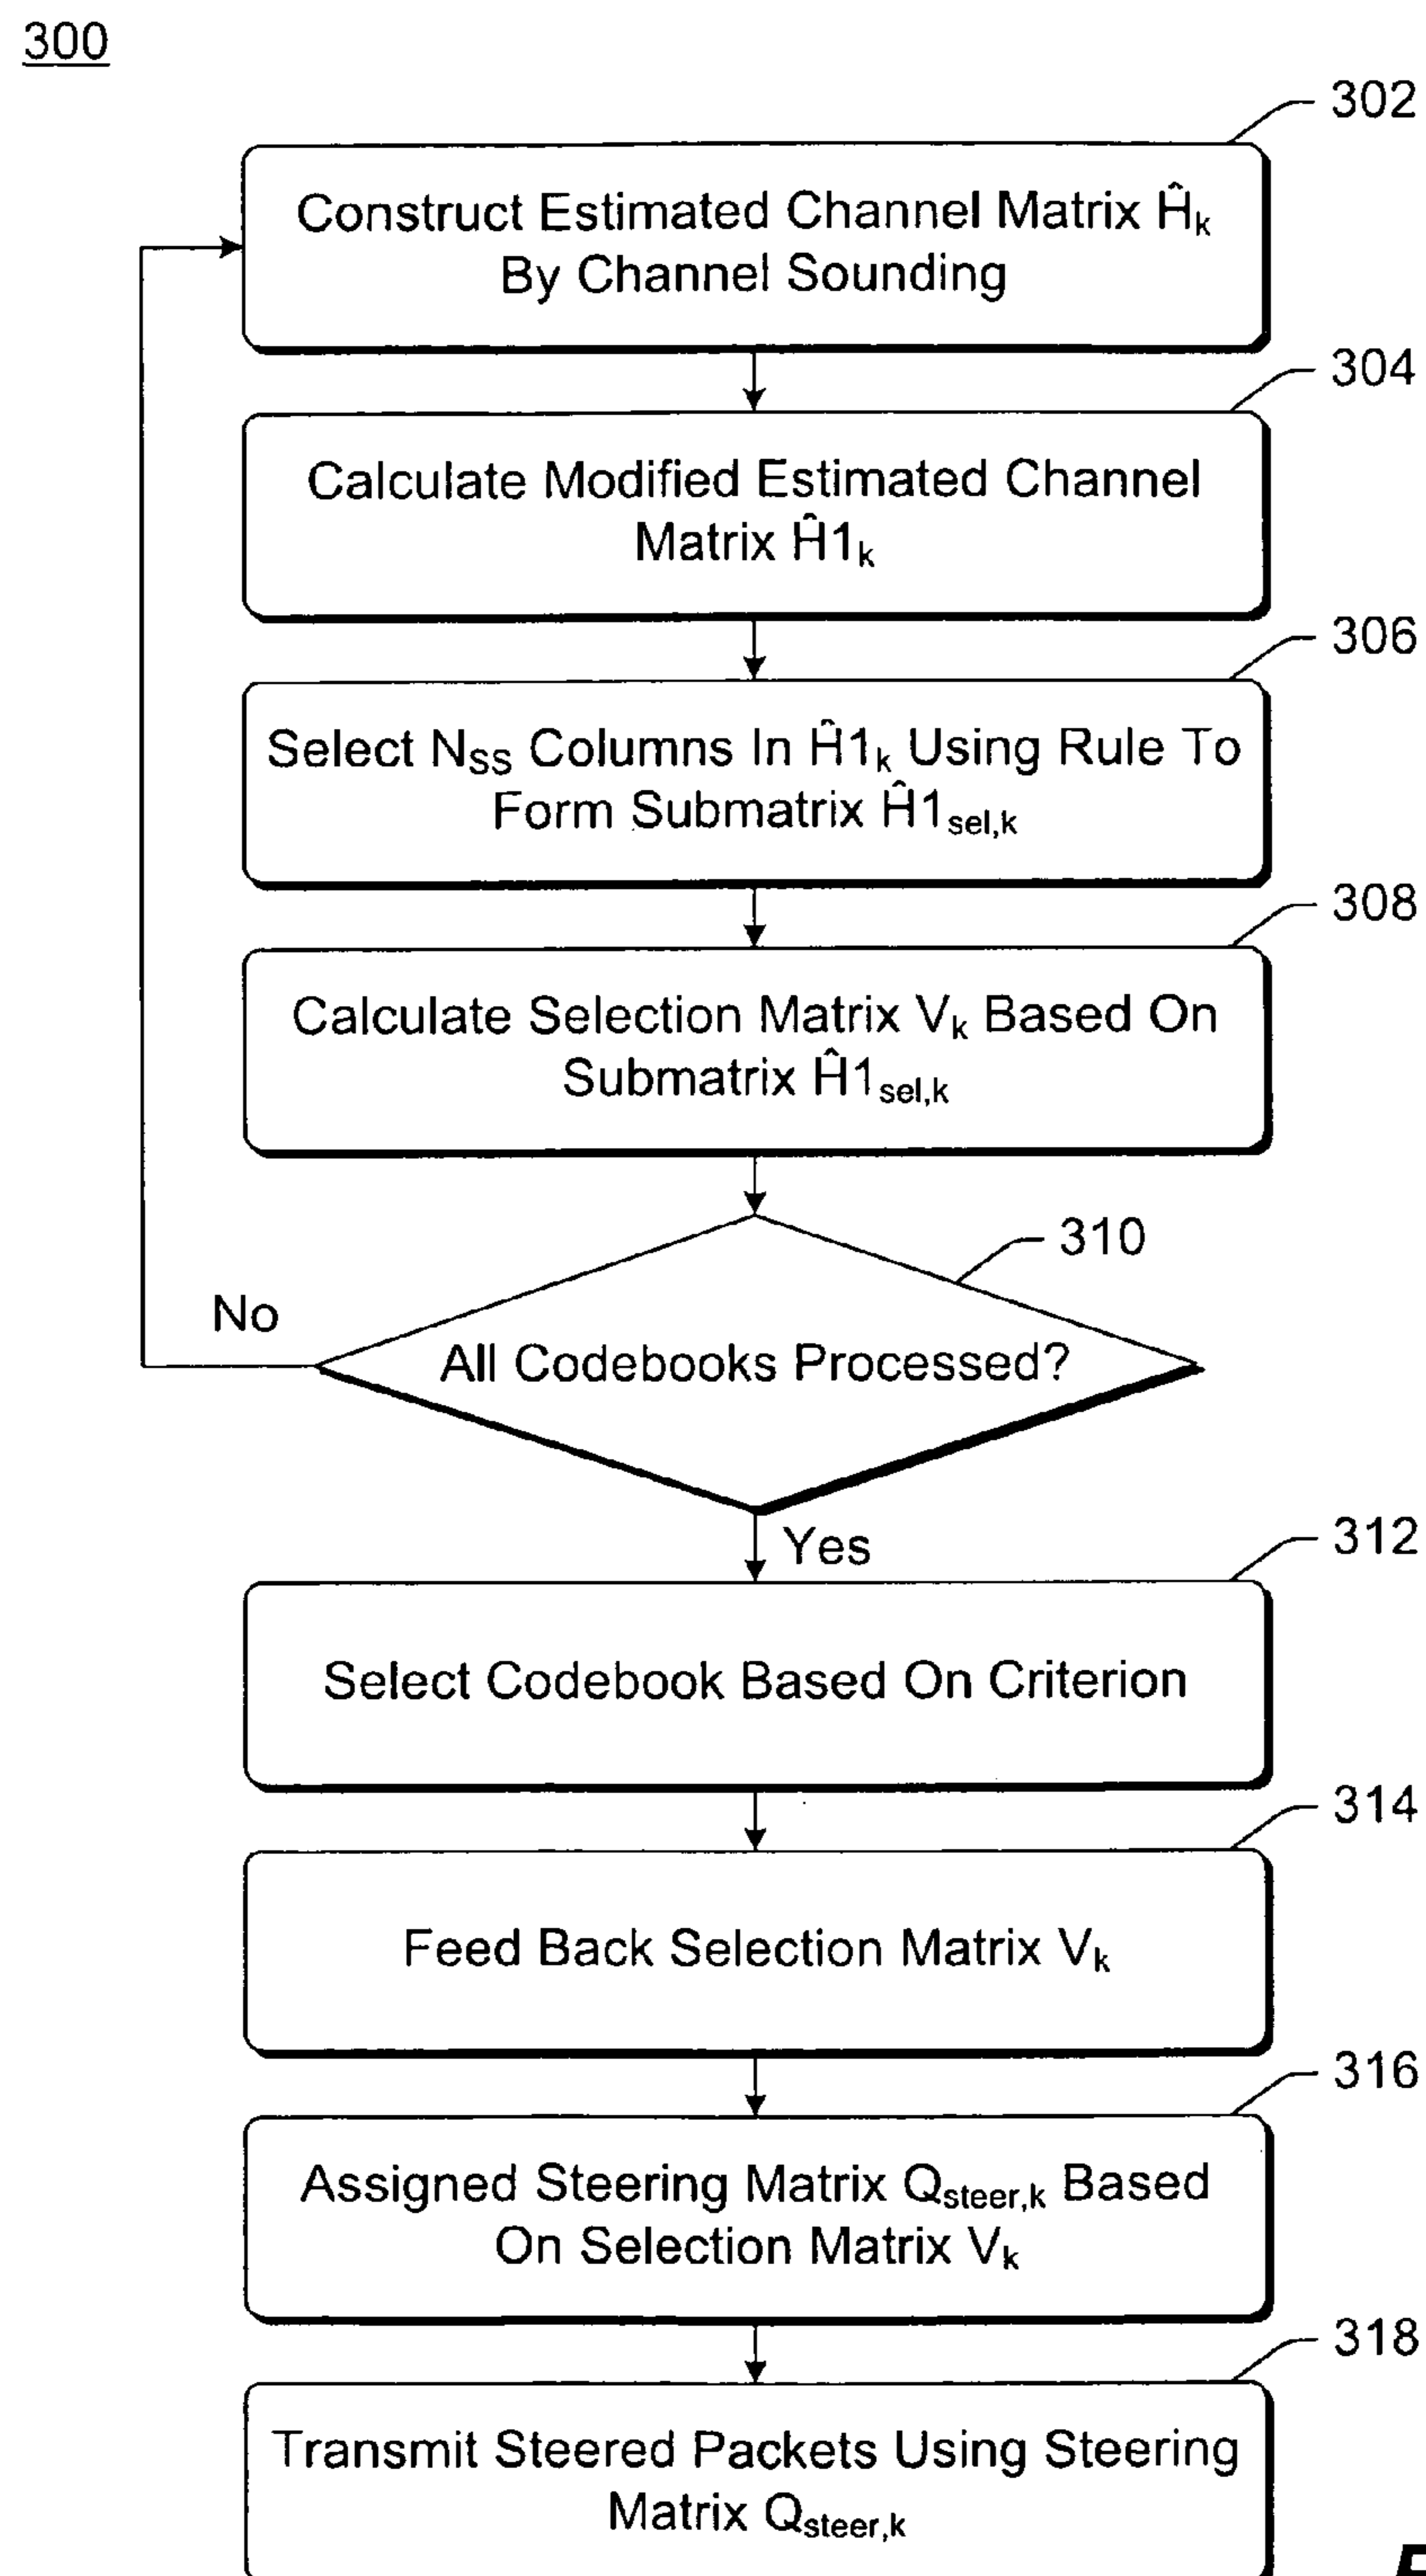 300
302
Construct Estimated Channel Matrix Ĥk
By Channel Sounding
304
Calculate Modified Estimated Channel
Matrix Ĥ1k
306
Select NSS Columns In Ĥ1k Using Rule To
Form Submatrix Ĥ1sel,k
308
Calculate Selection Matrix Vk Based On
Submatrix Ĥ1sel,k
310
No
All Codebooks Processed?
Yes
312
Select Codebook Based On Criterion
314
Feed Back Selection Matrix Vk
316
Assigned Steering Matrix Qsteer,k Based
On Selection Matrix Vk
318
Transmit Steered Packets Using Steering
Matrix Qsteer,k